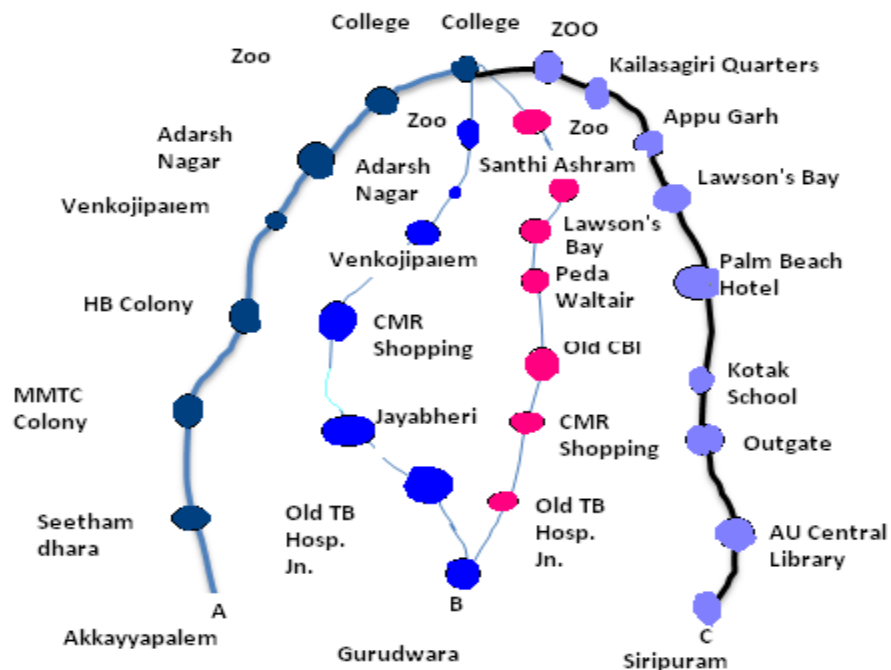 College
College
ZOO
Zoo
Kailasagiri Quarters
Zoo
Zoo
Appu Garh
Adarsh
Nagar
Adarsh
Nagar
Santhi Ashram
Lawson's Bay
Venkojipalem
Lawson's
Bay
Venkojipalem
Peda
Waltair
Palm Beach
Hotel
HB Colony
CMR
Shopping
Old CBI
Kotak
School
MMTC
Colony
Jayabheri
CMR
Shopping
Outgate
Seetham
dhara
Old TB
Hosp.
Jn.
Old TB
Hosp.
Jn.
AU Central
Library
A
B
C
Akkayyapalem
Gurudwara
Siripuram